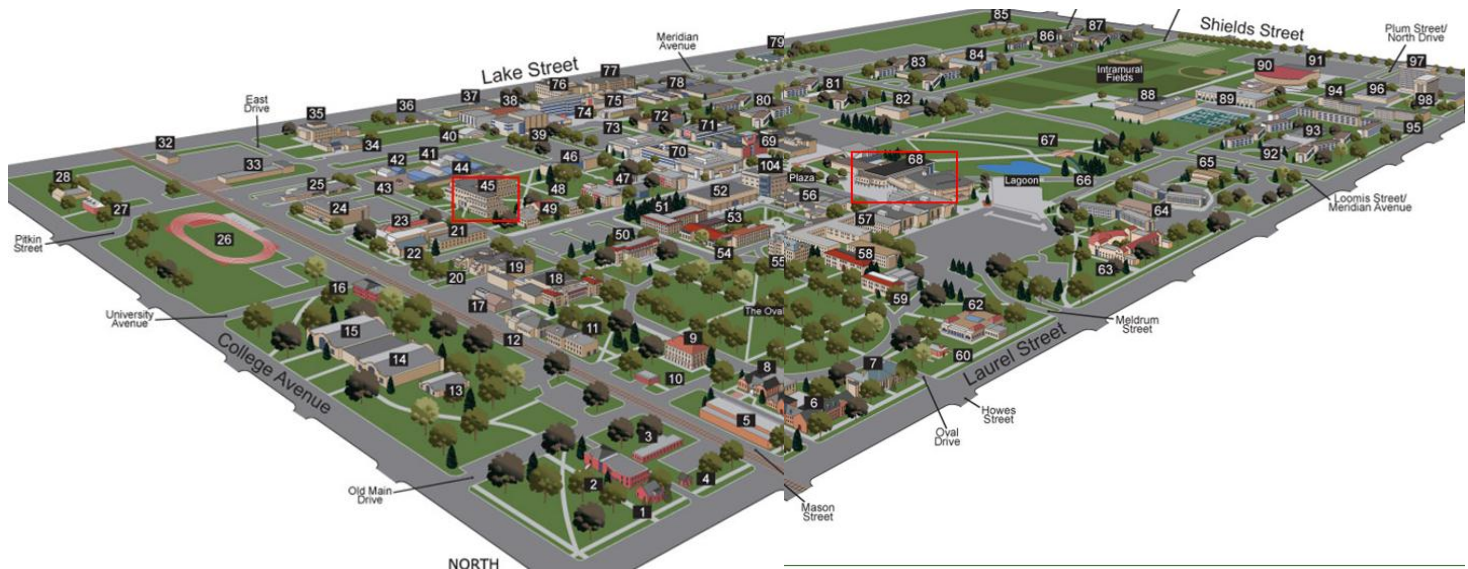 85
87
Shields Street
Plum Street/
North Drive
Meridian
Avenue
79
86
84
Lake Street
77
83
90
91
97
76
78
Intramural
Fields
37
38
75
81
88
89
94
96
East
Drive
35
36
74
80
82
98
40
39
73
72
71
69
67
93
95
32
34
41
46
70
104
68
92
33
42
44
47
Plaza
65
28
25
43
45
48
52
56
Lagoon
66
Loomis Street/
Meridian Avenue
27
24
49
51
53
57
64
Pitkin
Street
26
23
21
50
54
55
58
63
22
19
20
18
59
16
17
The Oval
62
Meldrum
Street
University
Avenue
15
12
11
9
60
Laurel Street
14
8
7
College Avenue
13
10
6
Howes
Street
5
Oval
Drive
3
Old Main
Drive
2
4
1
Mason
Street
NORTH